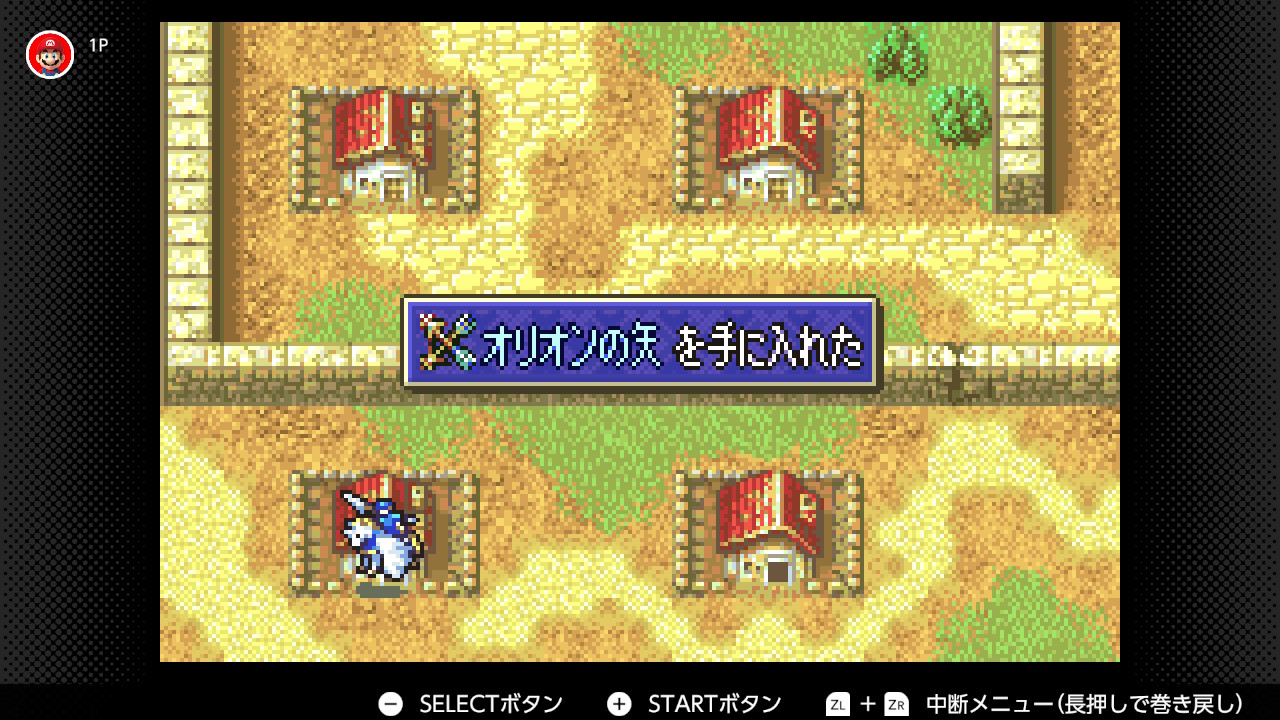 1P
オリオンの矢 を手に入れた
− SELECTボタン + STARTボタン ZL + ZR 中断メニュー(長押しで巻き戻し)